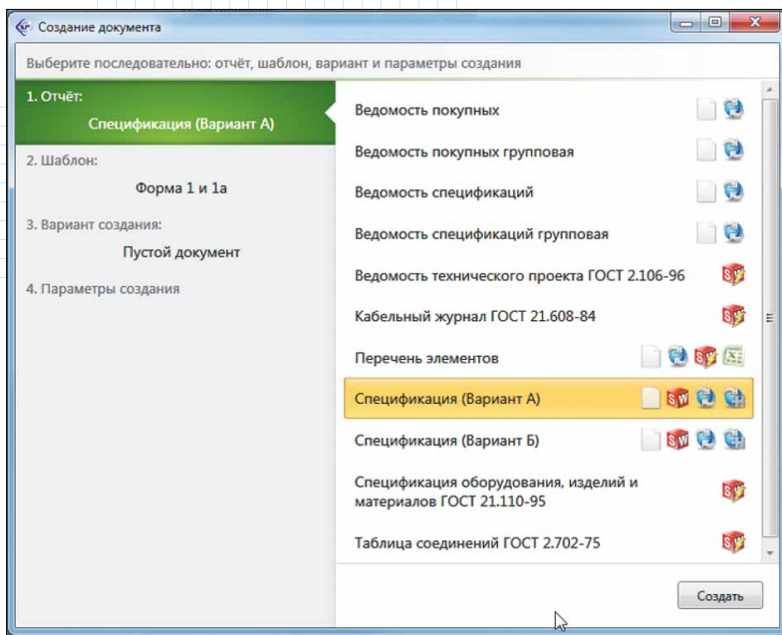 Создание документа
Выберите последовательно: отчёт, шаблон, вариант и параметры создания
1. Отчёт:
Спецификация (Вариант А)
2. Шаблон:
Форма 1 и 1а
3. Вариант создания:
Пустой документ
4. Параметры создания
Ведомость покупных
Ведомость покупных групповая
Ведомость спецификаций
Ведомость спецификаций групповая
Ведомость технического проекта ГОСТ 2.106-96
Кабельный журнал ГОСТ 21.608-84
Перечень элементов
Спецификация (Вариант А)
Спецификация (Вариант Б)
Спецификация оборудования, изделий и
материалов ГОСТ 21.110-95
Таблица соединений ГОСТ 2.702-75
Создать